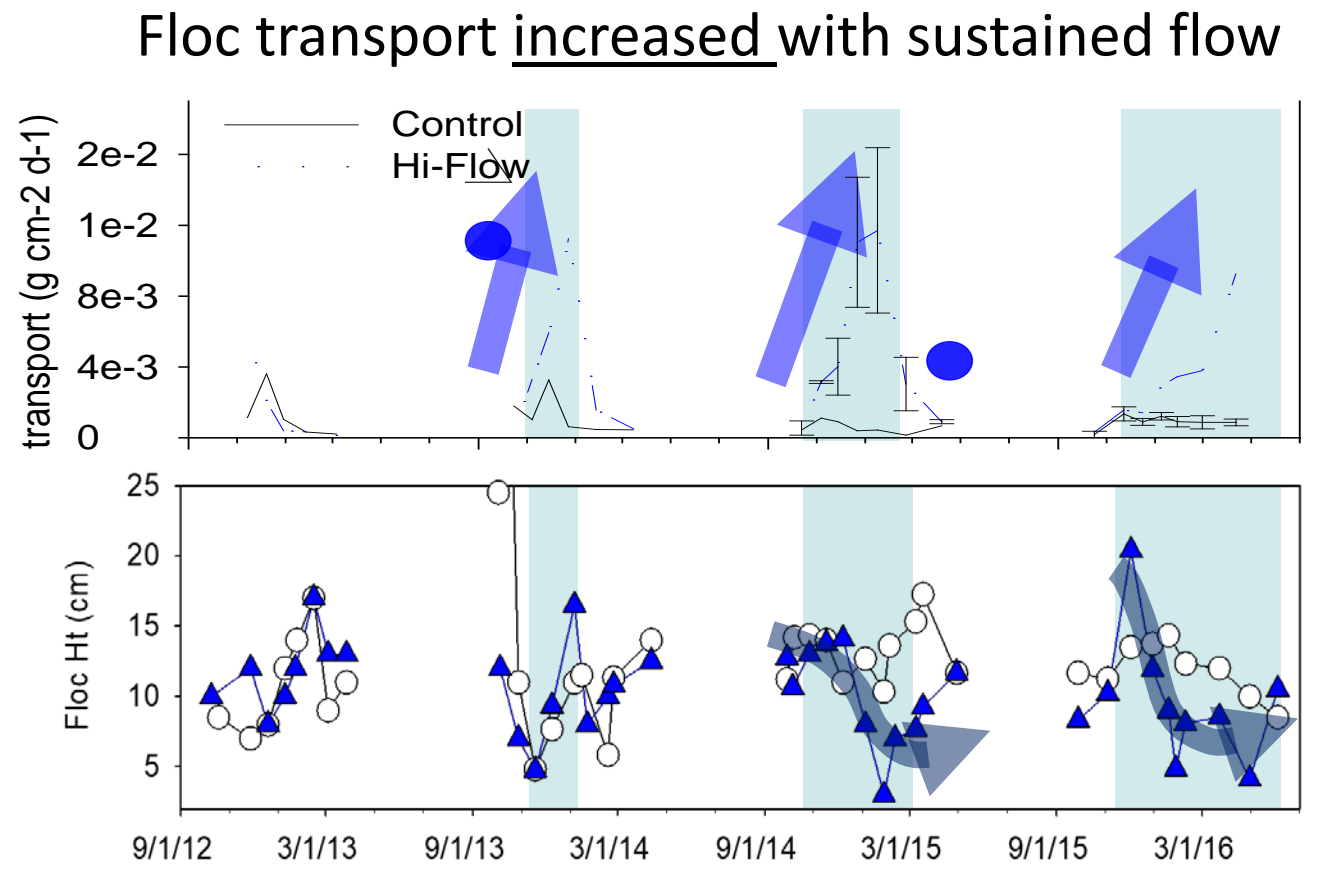 Floc transport increased with sustained flow
transport (g cm-2 d-1)
2e-2
1e-2
8e-3
4e-3
0
Control
Hi-Flow
Floc Ht (cm)
25
20
15
10
5
9/1/12 3/1/13 9/1/13 3/1/14 9/1/14 3/1/15 9/1/15 3/1/16